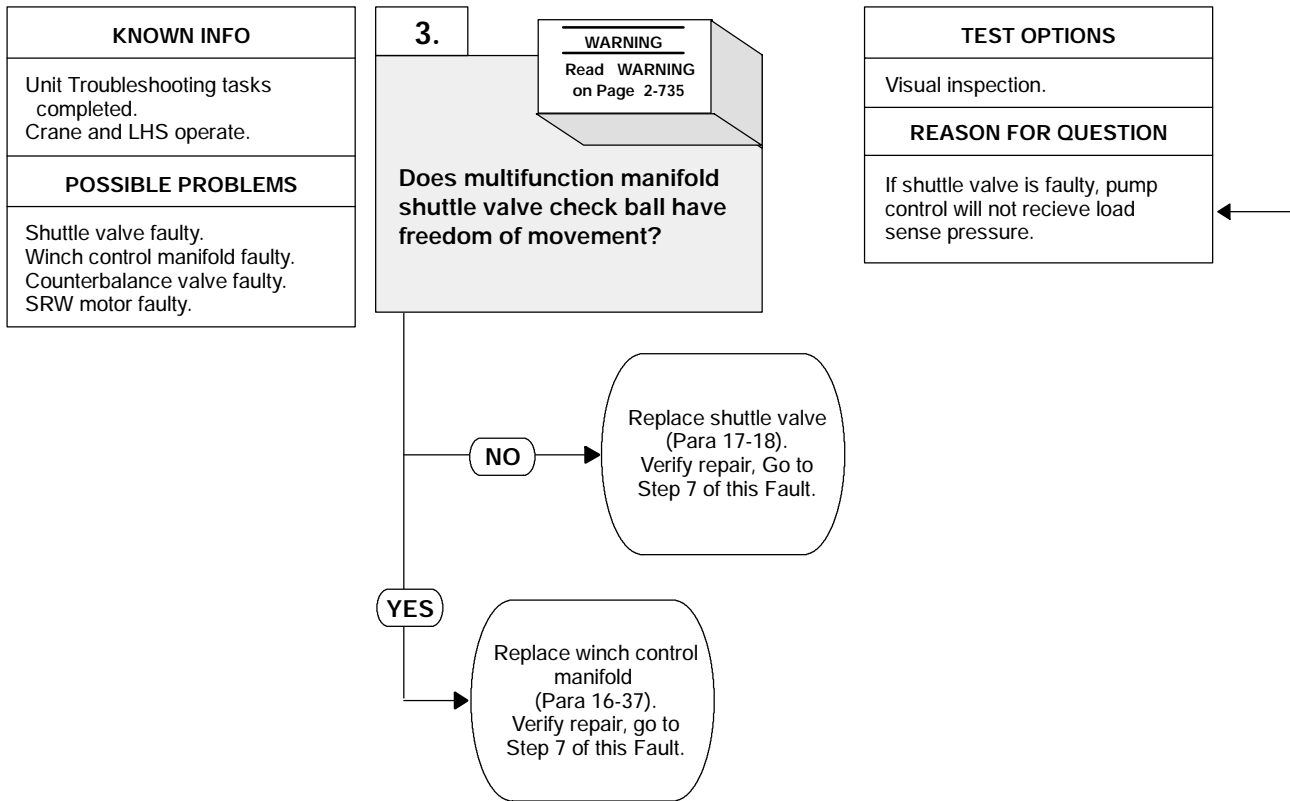 KNOWN INFO
Unit Troubleshooting tasks
completed.
Crane and LHS operate.
POSSIBLE PROBLEMS
Shuttle valve faulty.
Winch control manifold faulty.
Counterbalance valve faulty.
SRW motor faulty.
3.
WARNING
Read WARNING
on Page 2-735
Does multifunction manifold
shuttle valve check ball have
freedom of movement?
TEST OPTIONS
Visual inspection.
REASON FOR QUESTION
If shuttle valve is faulty, pump
control will not recieve load
sense pressure.
NO
Replace shuttle valve
(Para 17-18).
Verify repair, Go to
Step 7 of this Fault.
YES
Replace winch control
manifold
(Para 16-37).
Verify repair, go to
Step 7 of this Fault.